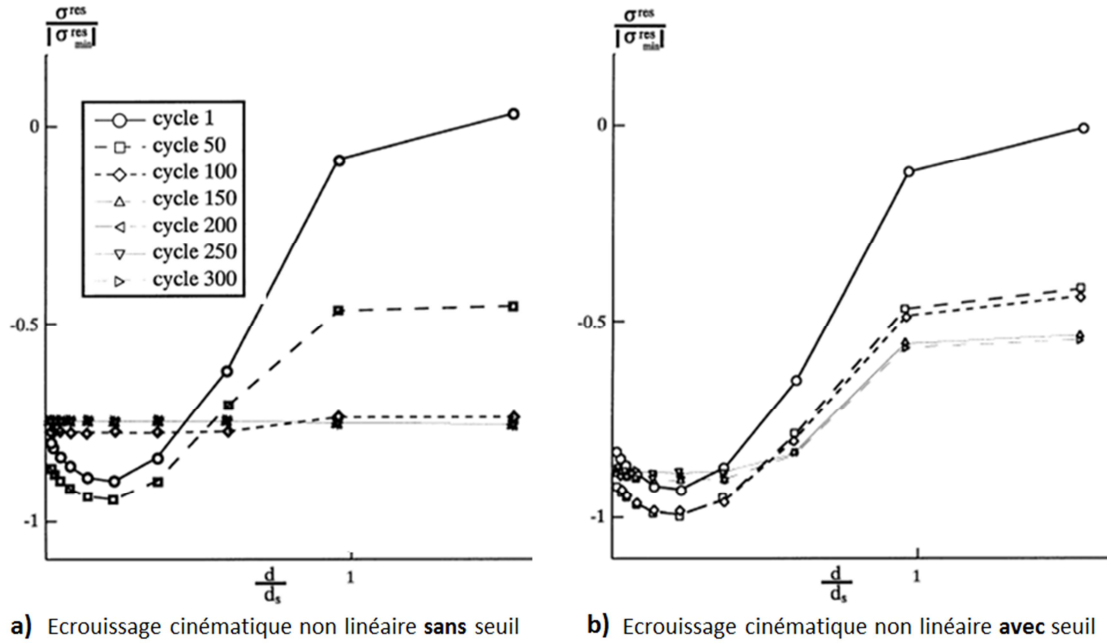 σ^res
|σ^res_min|
0
-0.5
-1
cycle 1
cycle 50
cycle 100
cycle 150
cycle 200
cycle 250
cycle 300
d
d_s
1
a) Ecrouissage cinématique non linéaire sans seuil
σ^res
|σ^res_min|
0
-0.5
-1
d
d_s
1
b) Ecrouissage cinématique non linéaire avec seuil